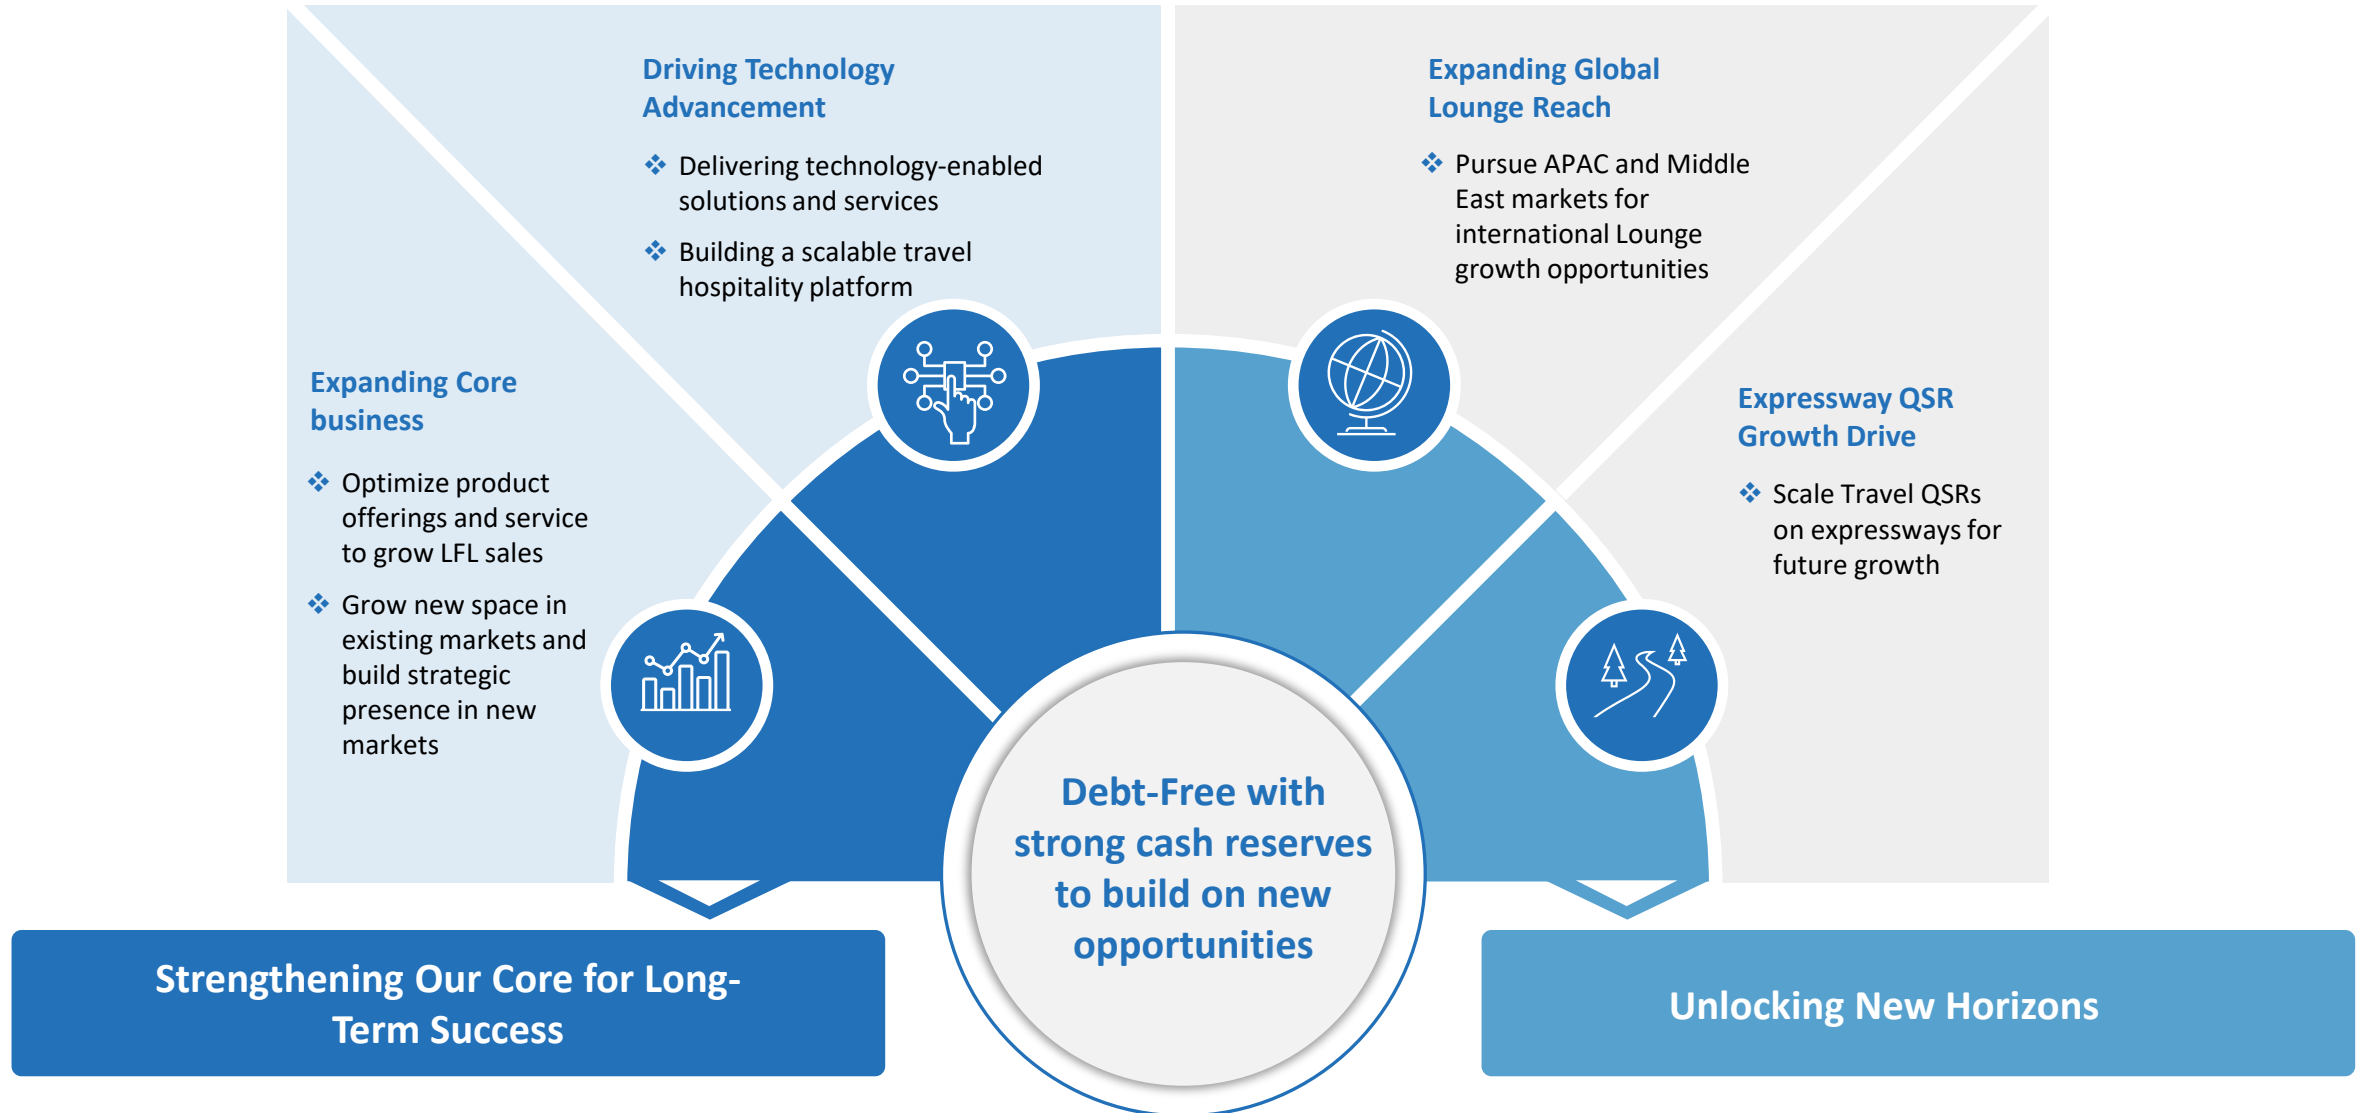 Driving Technology
Advancement
Delivering technology-enabled
solutions and services
Building a scalable travel
hospitality platform
Expanding Global
Lounge Reach
Pursue APAC and Middle
East markets for
international Lounge
growth opportunities
Expanding Core
business
Optimize product
offerings and service
to grow LFL sales
Grow new space in
existing markets and
build strategic
presence in new
markets
Expressway QSR
Growth Drive
Scale Travel QSRs
on expressways for
future growth
Debt-Free with
strong cash reserves
to build on new
opportunities
Strengthening Our Core for Long-
Term Success
Unlocking New Horizons